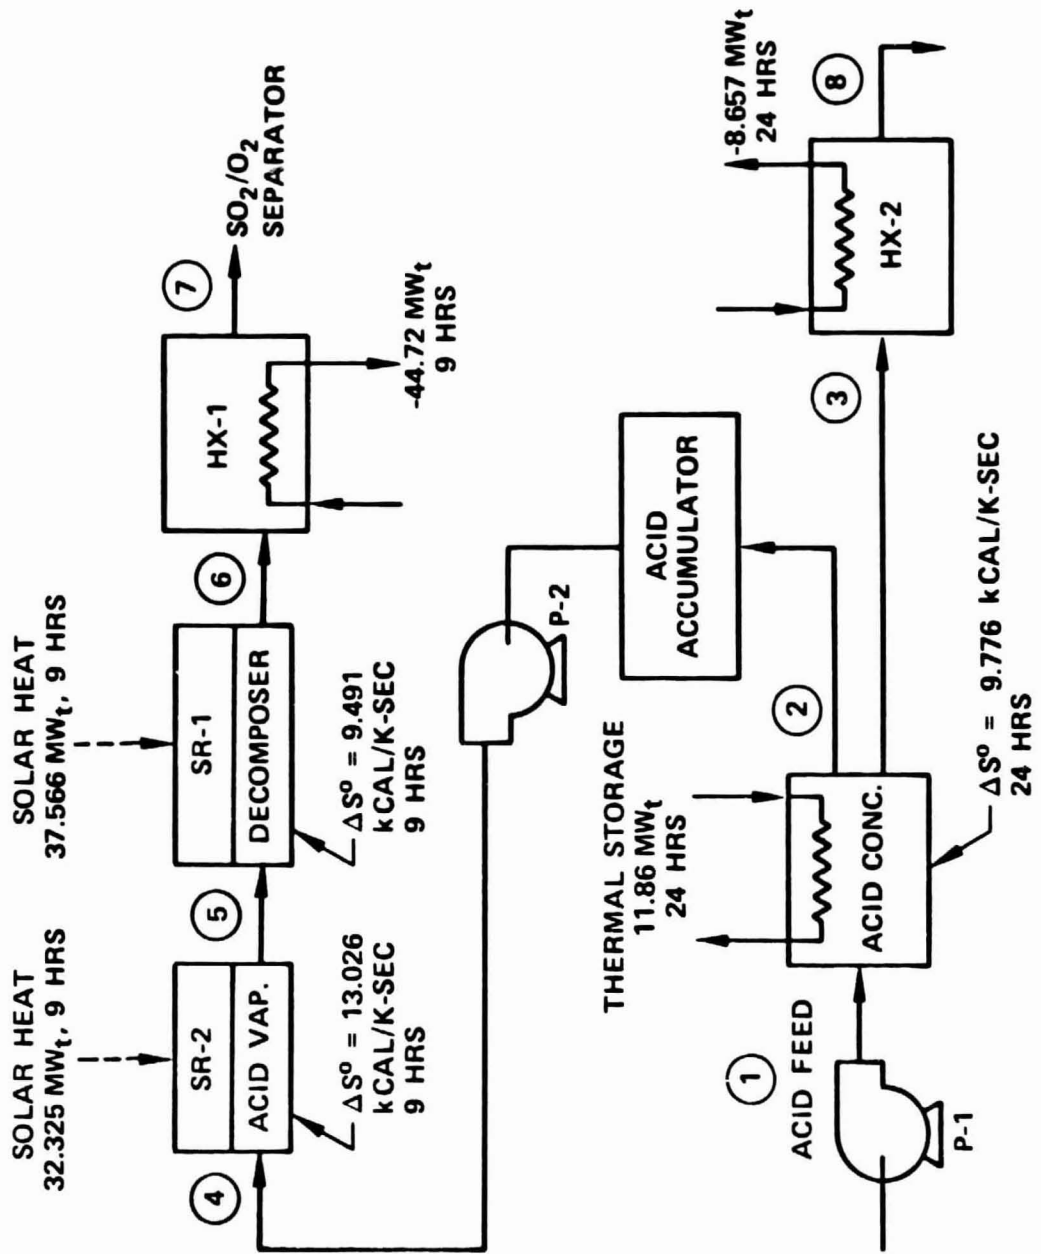 SOLAR HEAT
32.325 MWt, 9 HRS
SOLAR HEAT
37.566 MWt, 9 HRS
SR-2
ACID VAP.
SR-1
DECOMPOSER
HX-1
SO2/O2
SEPARATOR
4
5
6
7
ΔS° = 13.026
kCAL/K-SEC
9 HRS
ΔS° = 9.491
kCAL/K-SEC
9 HRS
-44.72 MWt
9 HRS
P-2
THERMAL STORAGE
11.86 MWt
24 HRS
ACID
ACCUMULATOR
1
ACID FEED
2
3
-8.657 MWt
24 HRS
8
P-1
ACID CONC.
HX-2
ΔS° = 9.776 kCAL/K-SEC
24 HRS